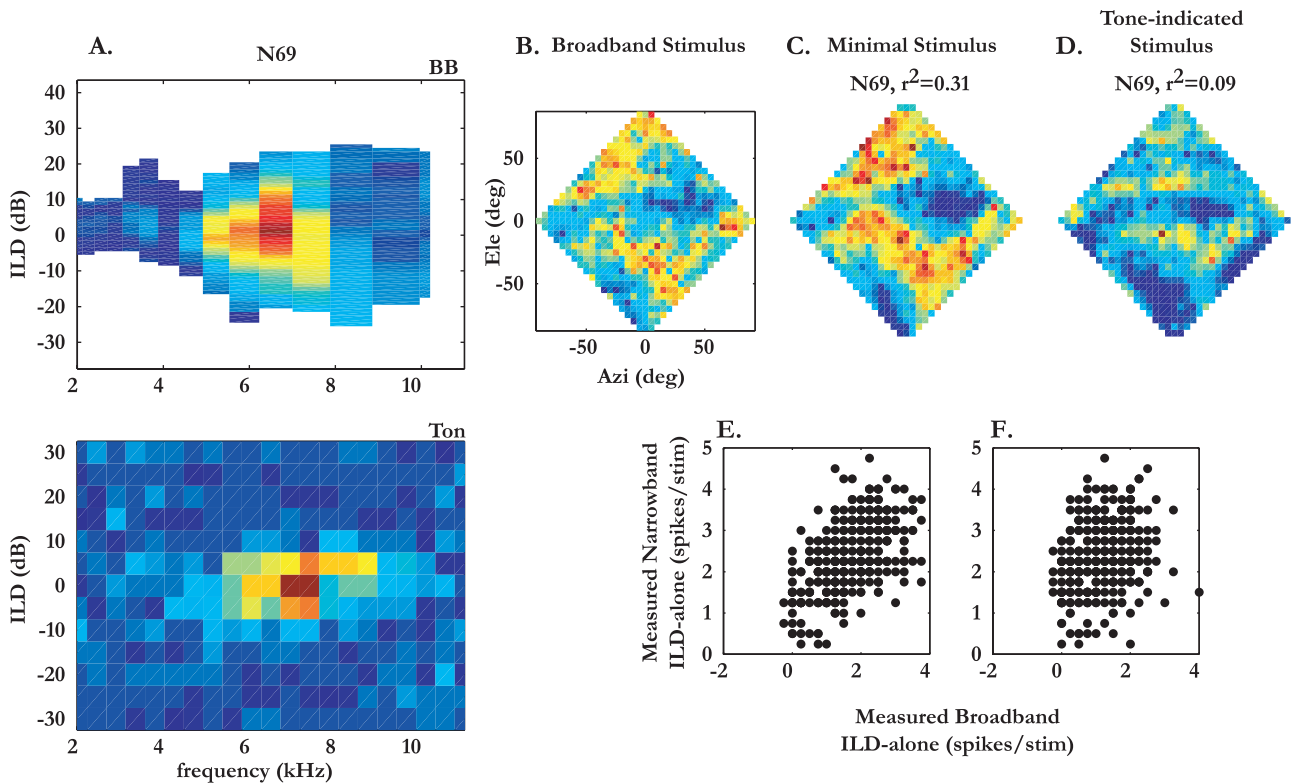 A.
N69
BB
ILD (dB)
40
30
20
10
0
-10
-20
-30
2
4
6
8
10
Ton
ILD (dB)
30
20
10
0
-10
-20
-30
2
4
6
8
10
frequency (kHz)
B. Broadband Stimulus
Ele (deg)
50
0
-50
-50
0
50
Azi (deg)
C. Minimal Stimulus
N69, r²=0.31
Tone-indicated
D. Stimulus
N69, r²=0.09
E.
Measured Narrowband
ILD-alone (spikes/stim)
5
4
3
2
1
0
-2
0
2
4
F.
5
4
3
2
1
0
-2
0
2
4
Measured Broadband
ILD-alone (spikes/stim)